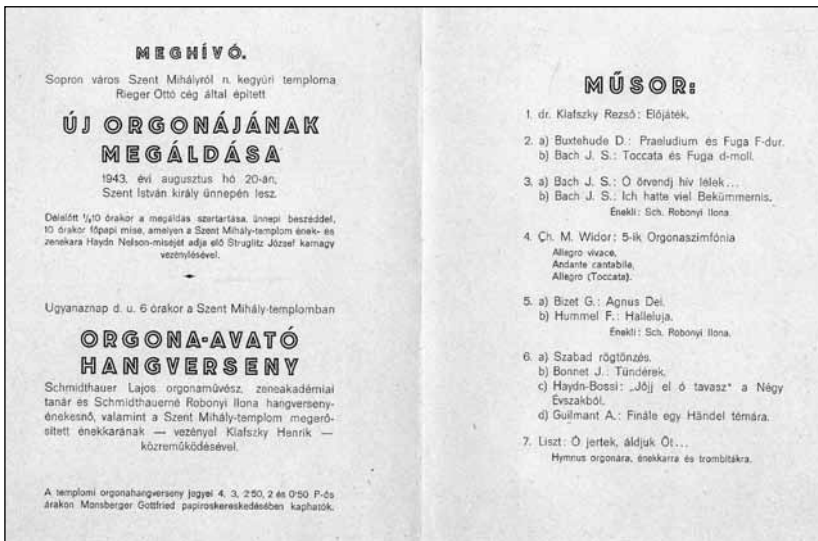 MEGHÍVÓ.
Sopron város Szent Mihályról n. kegyúri temploma
Rieger Ottó cég által épített
ÚJ ORGONÁJÁNAK
MEGÁLDÁSA
1943. évi augusztus hó 20-án,
Szent István király ünnepén lesz.
Délelőtt ½10 órakor a megáldás szertartása, ünnepi beszéddel,
10 órakor főpapi mise, amelyen a Szent Mihály-templom ének- és
zenekara Haydn Nelson-miséjét adja elő Struglitz József karnagy
vezénylésével.
Ugyanaznap d. u. 6 órakor a Szent Mihály-templomban
ORGONA-AVATÓ
HANGVERSENY
Schmidthauer Lajos orgonaművész, zeneakadémiai
tanár és Schmidthauerné Robonyi Ilona hangverseny-
énekesnő, valamint a Szent Mihály-templom megerő-
sített énekkarának — vezényel Klafszky Henrik —
közreműködésével.
A templomi orgonahangverseny jegyei 4, 3, 2·50, 2 és 0·50 P-ős
árakon Monsberger Gottfried papiroskereskedésében kaphatók.
MŰSOR:
1. dr. Klafszky Rezső: Előjáték.
2. a) Buxtehude D.: Praeludium és Fuga F-dur.
b) Bach J. S.: Toccata és Fuga d-moll.
3. a) Bach J. S.: Ó örvendj hív lélek...
b) Bach J. S.: Ich hatte viel Bekümmernis.
Énekli: Sch. Robonyi Ilona.
4. Ch. M. Widor: 5-ik Orgonaszimfónia
Allegro vivace,
Andante cantabile,
Allegro (Toccata).
5. a) Bizet G.: Agnus Dei.
b) Hummel F.: Halleluja.
Énekli: Sch. Robonyi Ilona.
6. a) Szabad rögtönzés.
b) Bonnet J.: Tündérek.
c) Haydn-Bossi: „Jőjj el ó tavasz" a Négy
Évszakból.
d) Guilmant A.: Finále egy Händel témára.
7. Liszt: Ó jertek, áldjuk Őt...
Hymnus orgonára, énekkarra és trombitákra.